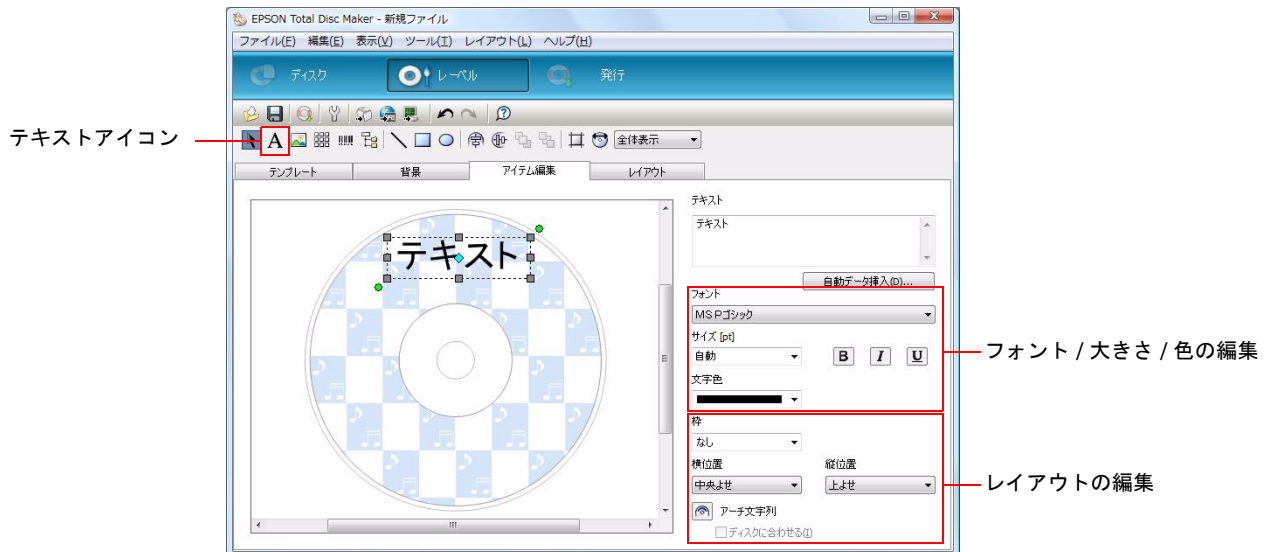 EPSON Total Disc Maker - 新規ファイル
ファイル(F) 編集(E) 表示(V) ツール(T) レイアウト(L) ヘルプ(H)
ディスク レーベル 発行
テキストアイコン
A 全体表示
テンプレート 背景 アイテム編集 レイアウト
テキスト
テキスト
テキスト
自動データ挿入(D)...
フォント
MS Pゴシック
サイズ [pt]
自動 B I U
フォント / 大きさ / 色の編集
文字色
枠
なし
横位置 縦位置
中央よせ 上よせ
レイアウトの編集
アーチ文字列
ディスクに合わせる(I)